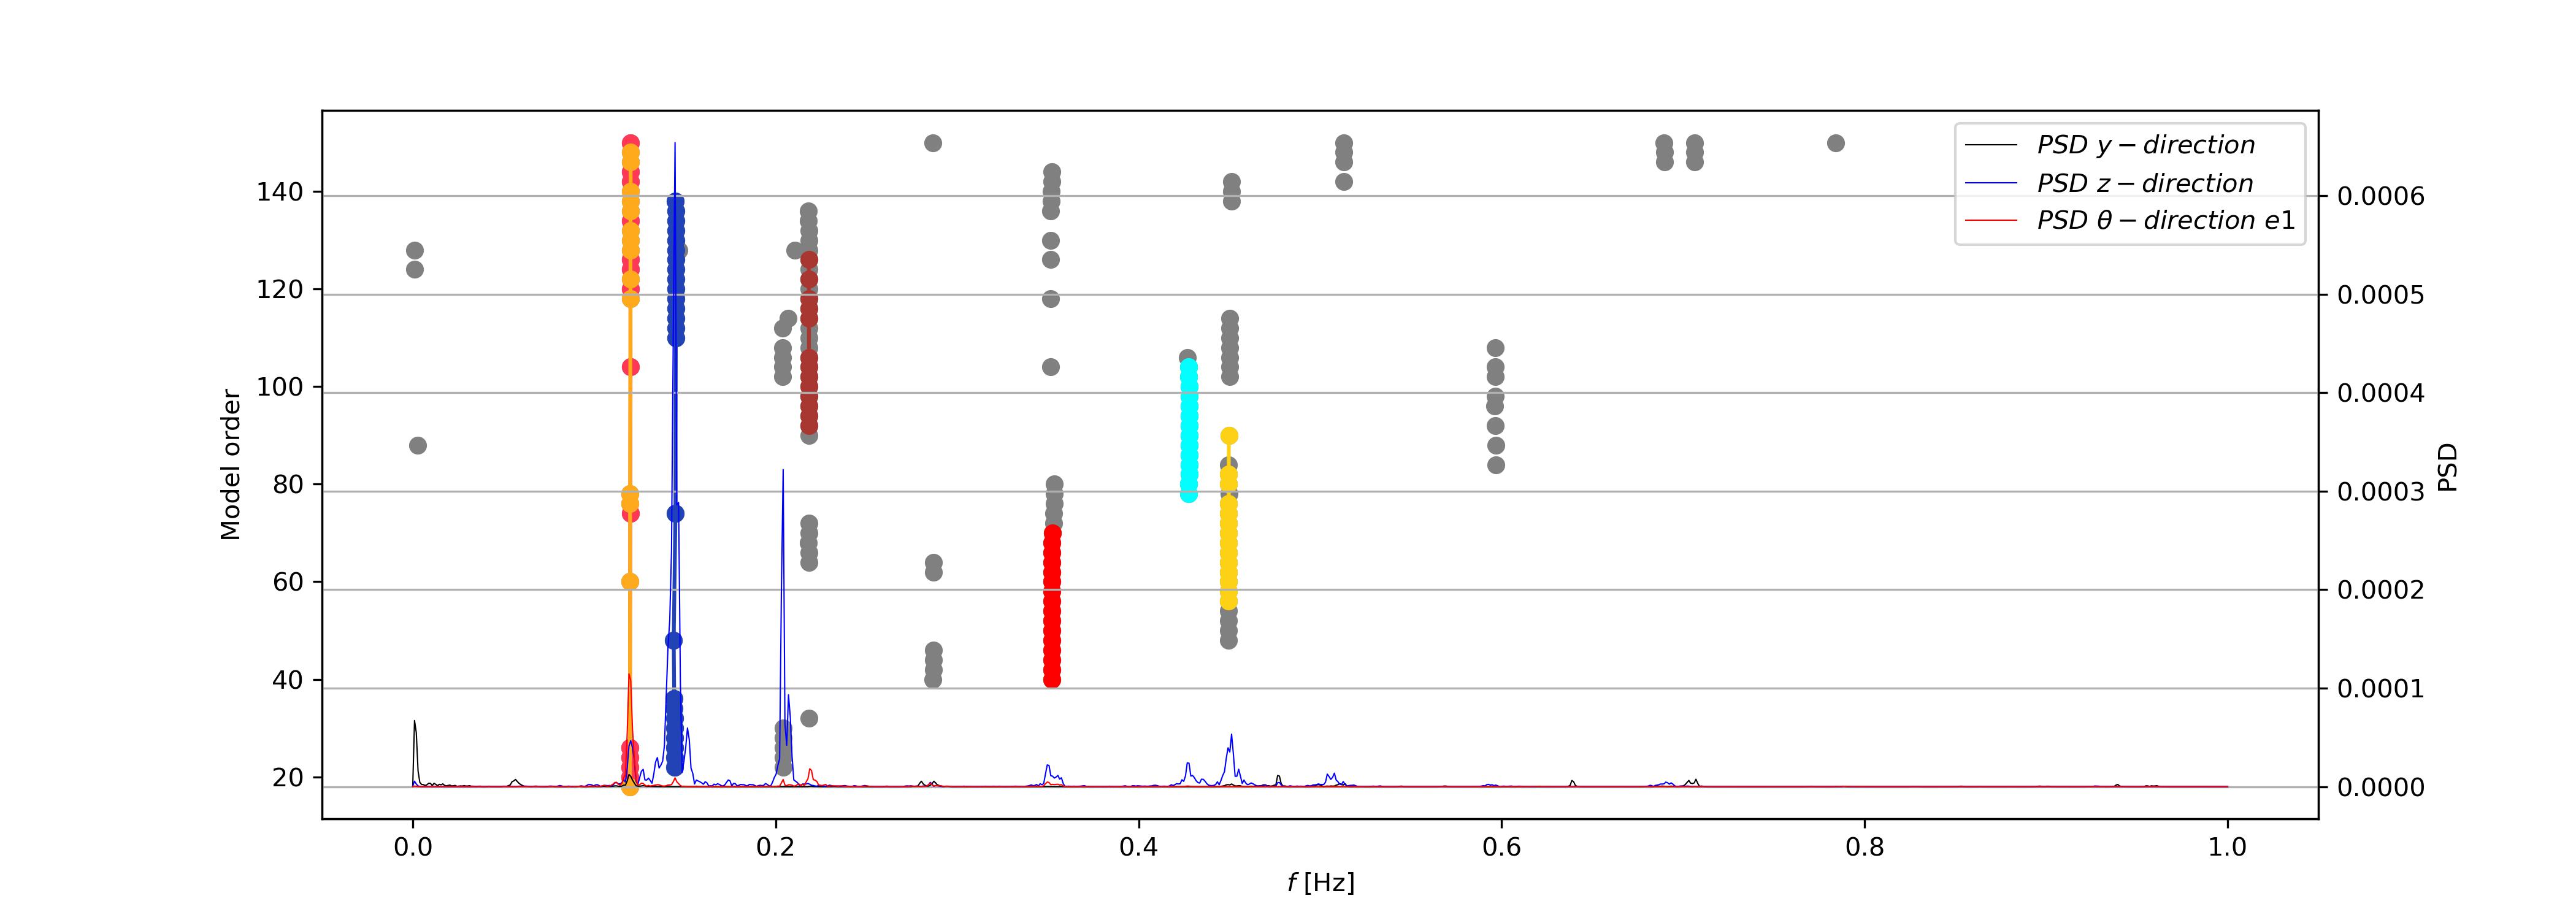 PSD y − direction
PSD z − direction
PSD θ − direction e1
140
120
100
80
60
40
20
Model order
0.0006
0.0005
0.0004
0.0003
0.0002
0.0001
0.0000
PSD
0.0 0.2 0.4 0.6 0.8 1.0
f [Hz]